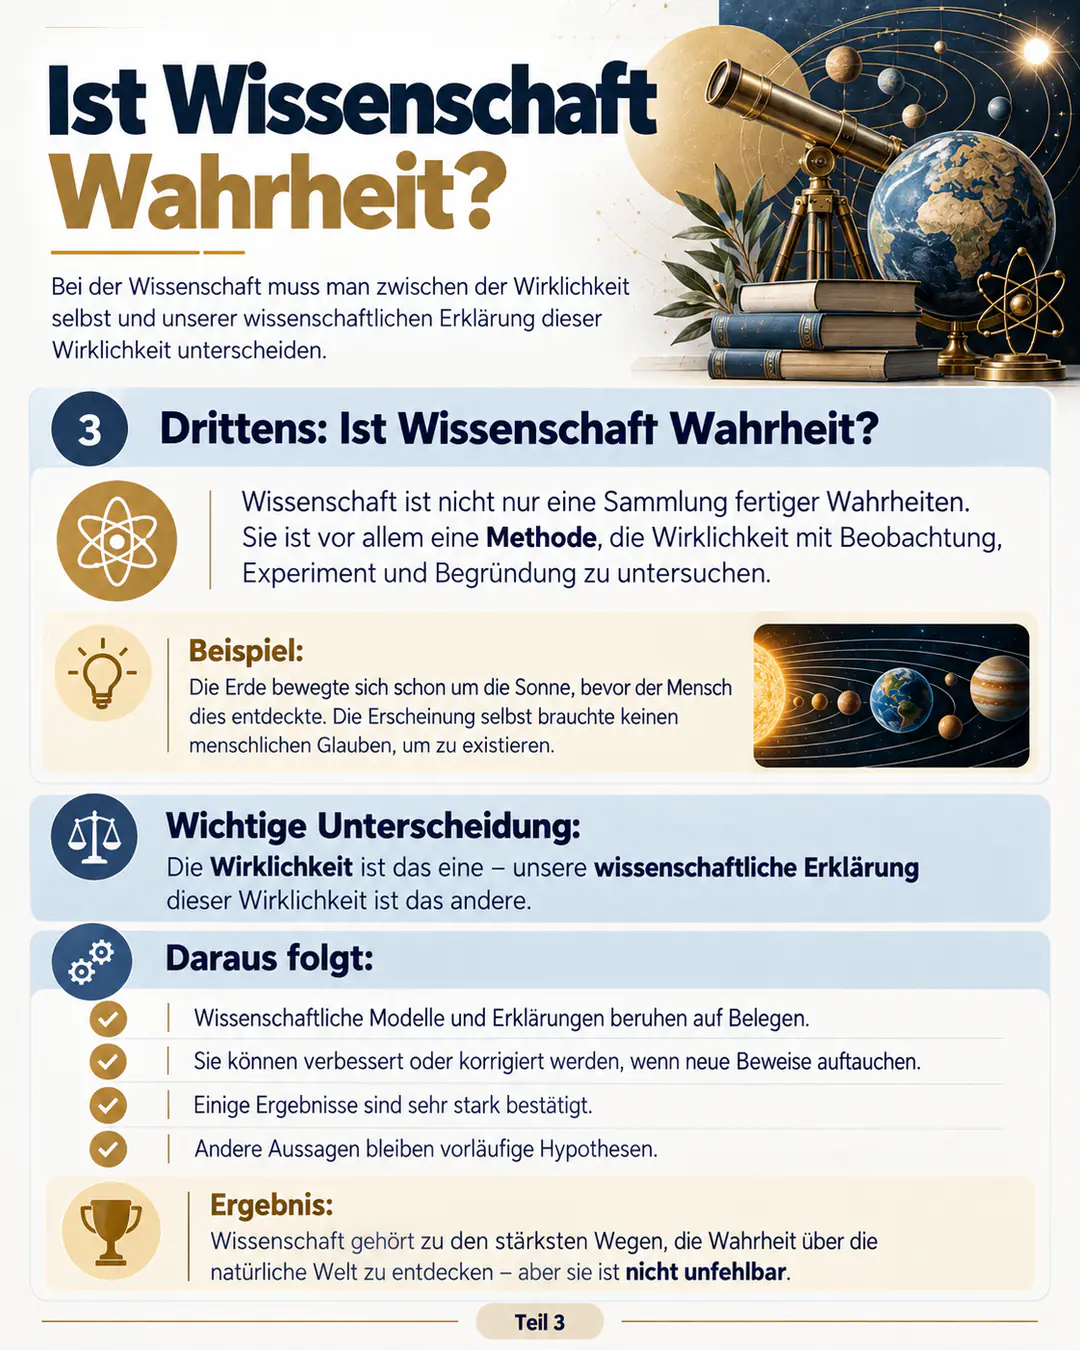 Ist Wissenschaft
Wahrheit?
Bei der Wissenschaft muss man zwischen der Wirklichkeit
selbst und unserer wissenschaftlichen Erklärung dieser
Wirklichkeit unterscheiden.
3
Drittens: Ist Wissenschaft Wahrheit?
Wissenschaft ist nicht nur eine Sammlung fertiger Wahrheiten.
Sie ist vor allem eine Methode, die Wirklichkeit mit Beobachtung,
Experiment und Begründung zu untersuchen.
Beispiel:
Die Erde bewegte sich schon um die Sonne, bevor der Mensch
dies entdeckte. Die Erscheinung selbst brauchte keinen
menschlichen Glauben, um zu existieren.
Wichtige Unterscheidung:
Die Wirklichkeit ist das eine – unsere wissenschaftliche Erklärung
dieser Wirklichkeit ist das andere.
Daraus folgt:
Wissenschaftliche Modelle und Erklärungen beruhen auf Belegen.
Sie können verbessert oder korrigiert werden, wenn neue Beweise auftauchen.
Einige Ergebnisse sind sehr stark bestätigt.
Andere Aussagen bleiben vorläufige Hypothesen.
Ergebnis:
Wissenschaft gehört zu den stärksten Wegen, die Wahrheit über die
natürliche Welt zu entdecken – aber sie ist nicht unfehlbar.
Teil 3